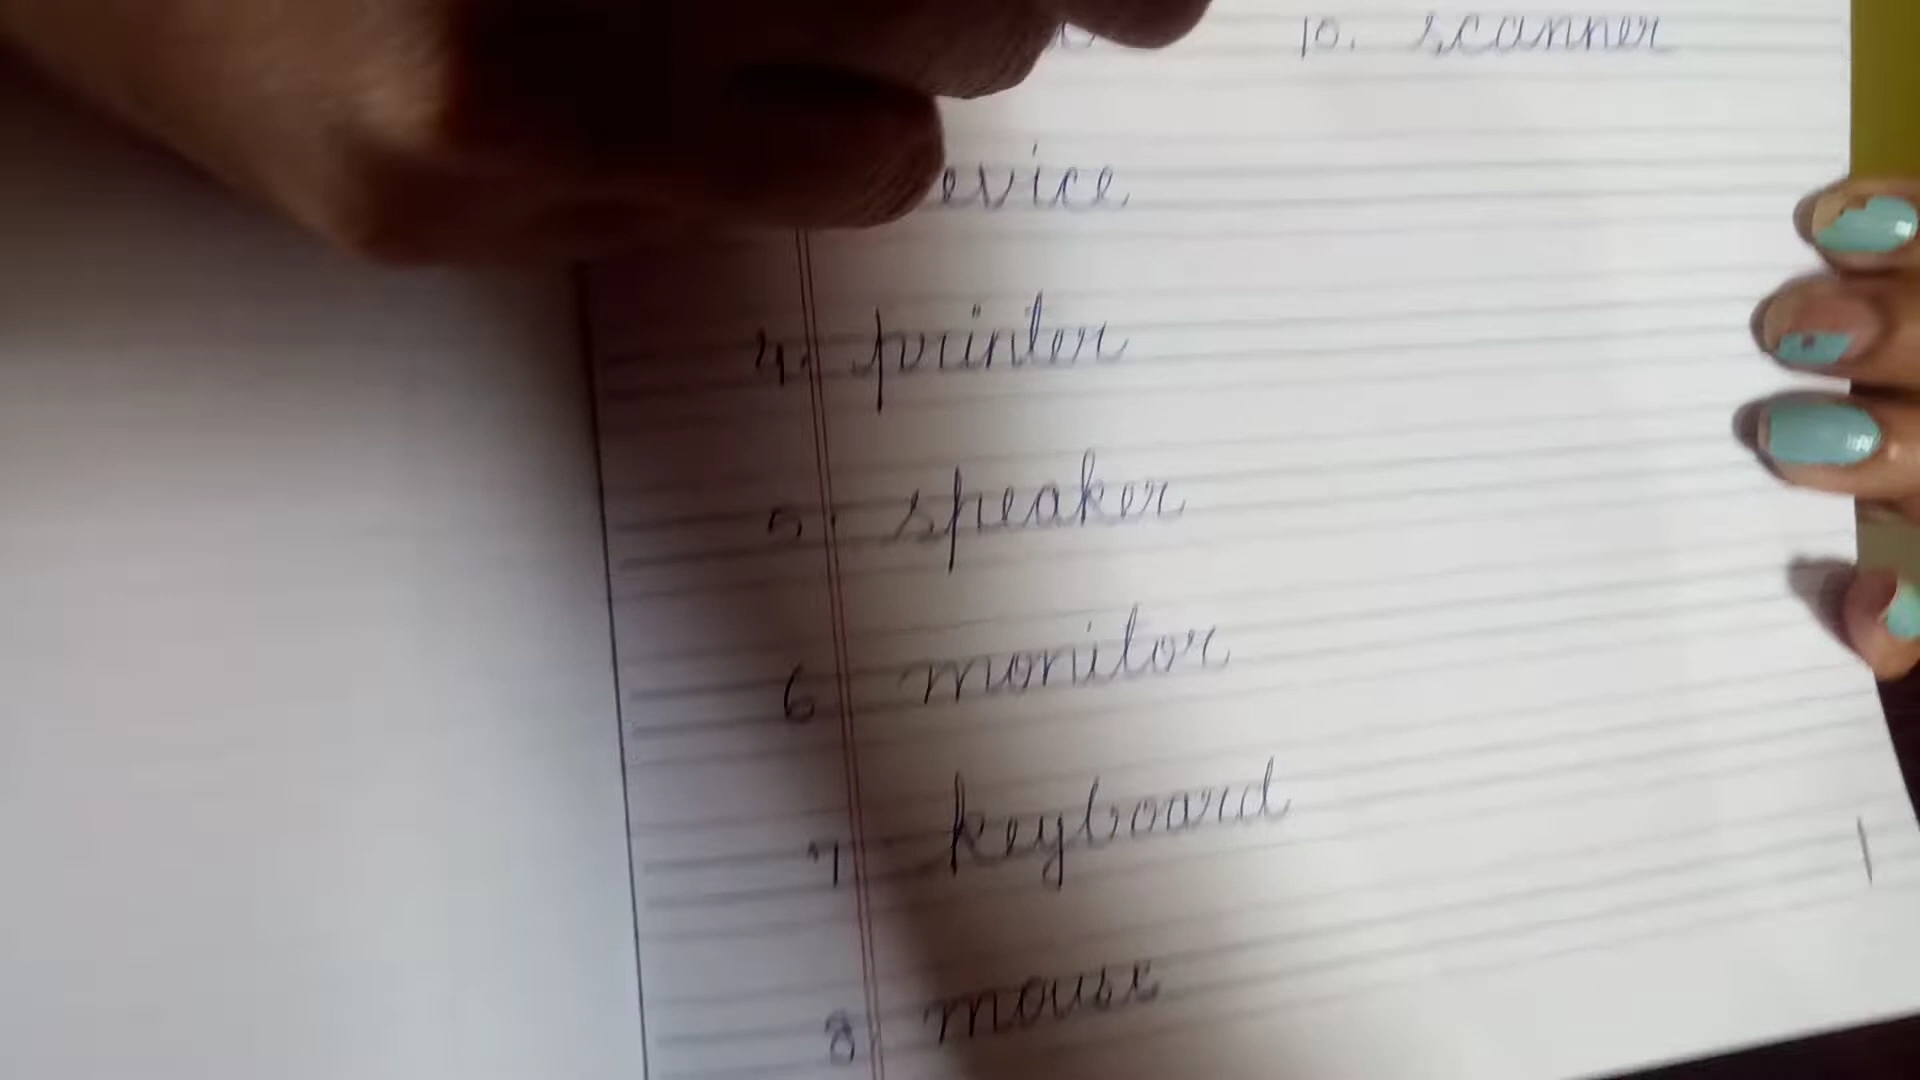 10. scanner
evice
4. printer
5. speaker
6 monitor
7 keyboard
8 mouse